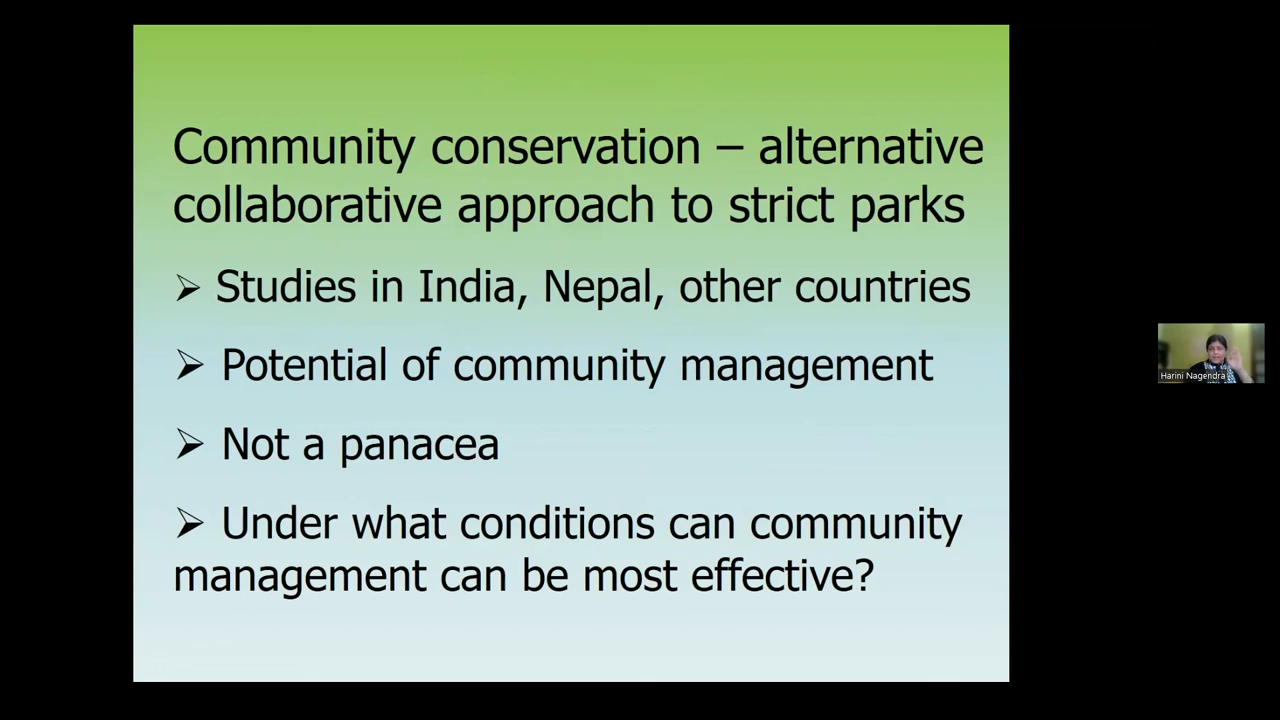 Community conservation – alternative
collaborative approach to strict parks
➢ Studies in India, Nepal, other countries
➢ Potential of community management
➢ Not a panacea
➢ Under what conditions can community
management can be most effective?
Harini Nagendra